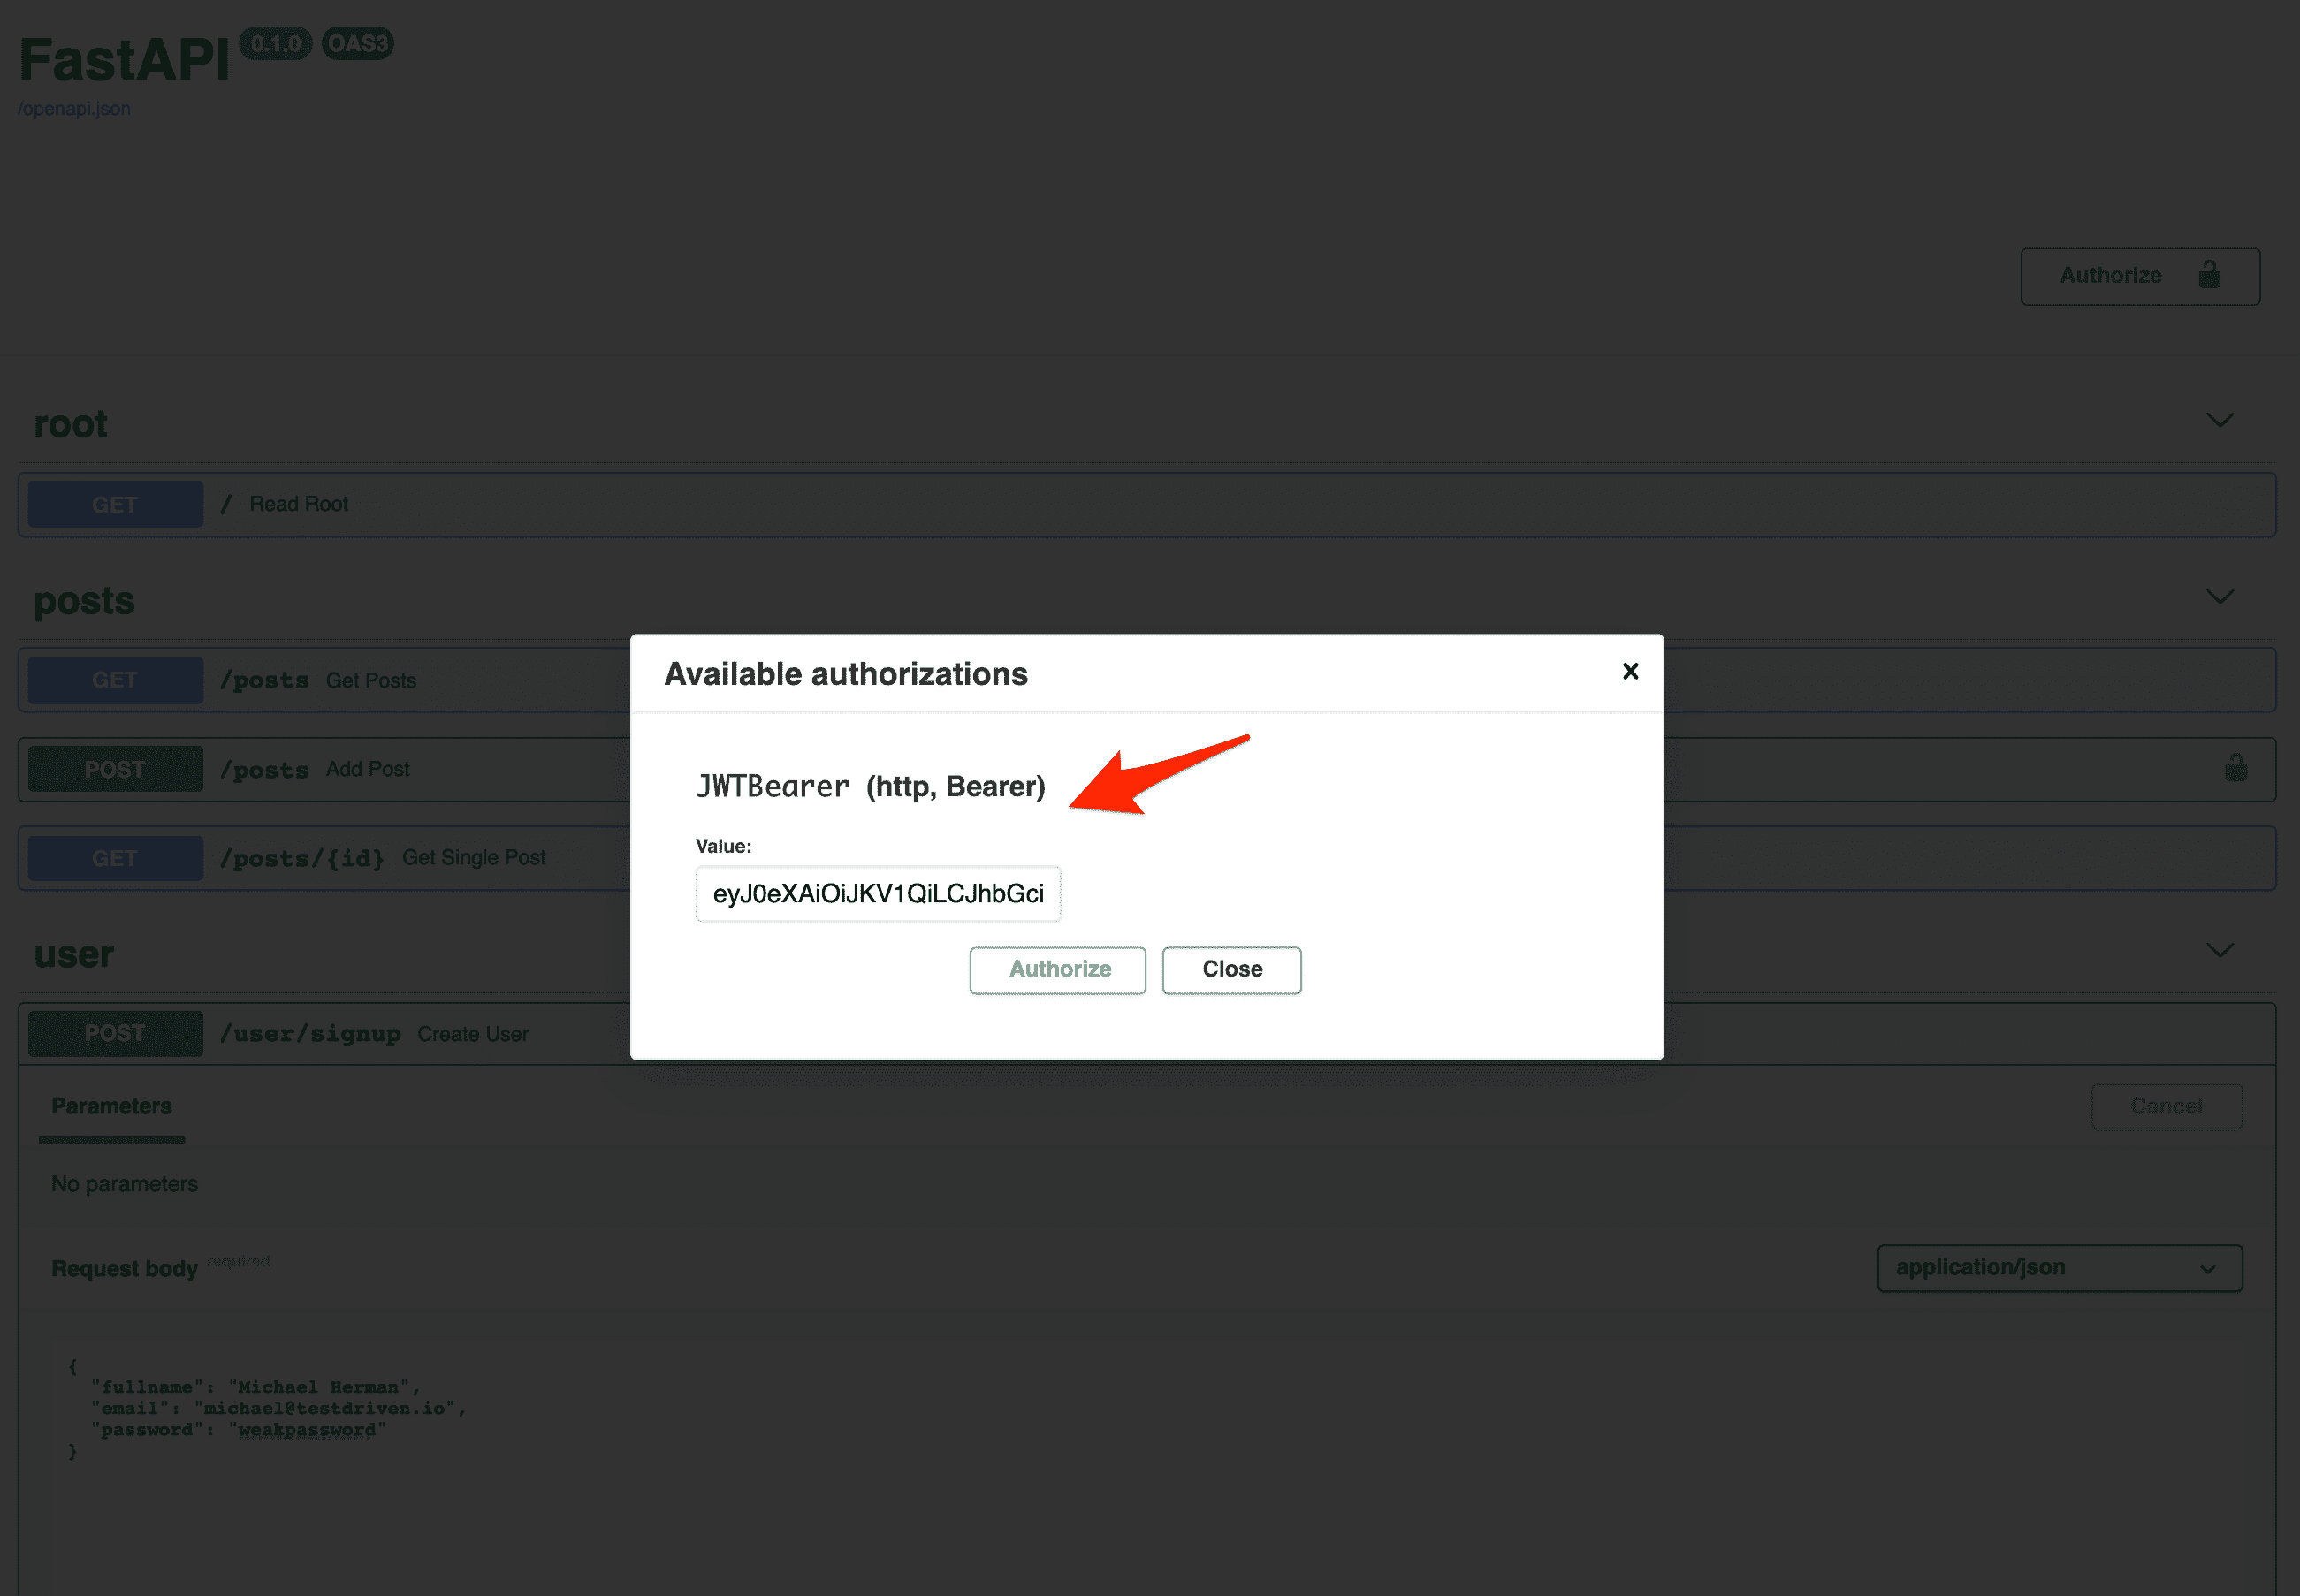 FastAPI 0.1.0 OAS3
/openapi.json
Authorize
root
GET / Read Root
posts
GET /posts Get Posts
POST /posts Add Post
GET /posts/{id} Get Single Post
Available authorizations
JWTBearer (http, Bearer)
Value:
eyJ0eXAiOiJKV1QiLCJhbGci
Authorize Close
user
POST /user/signup Create User
Parameters Cancel
No parameters
Request body required application/json
{
"fullname": "Michael Herman",
"email": "michael@testdriven.io",
"password": "weakpassword"
}